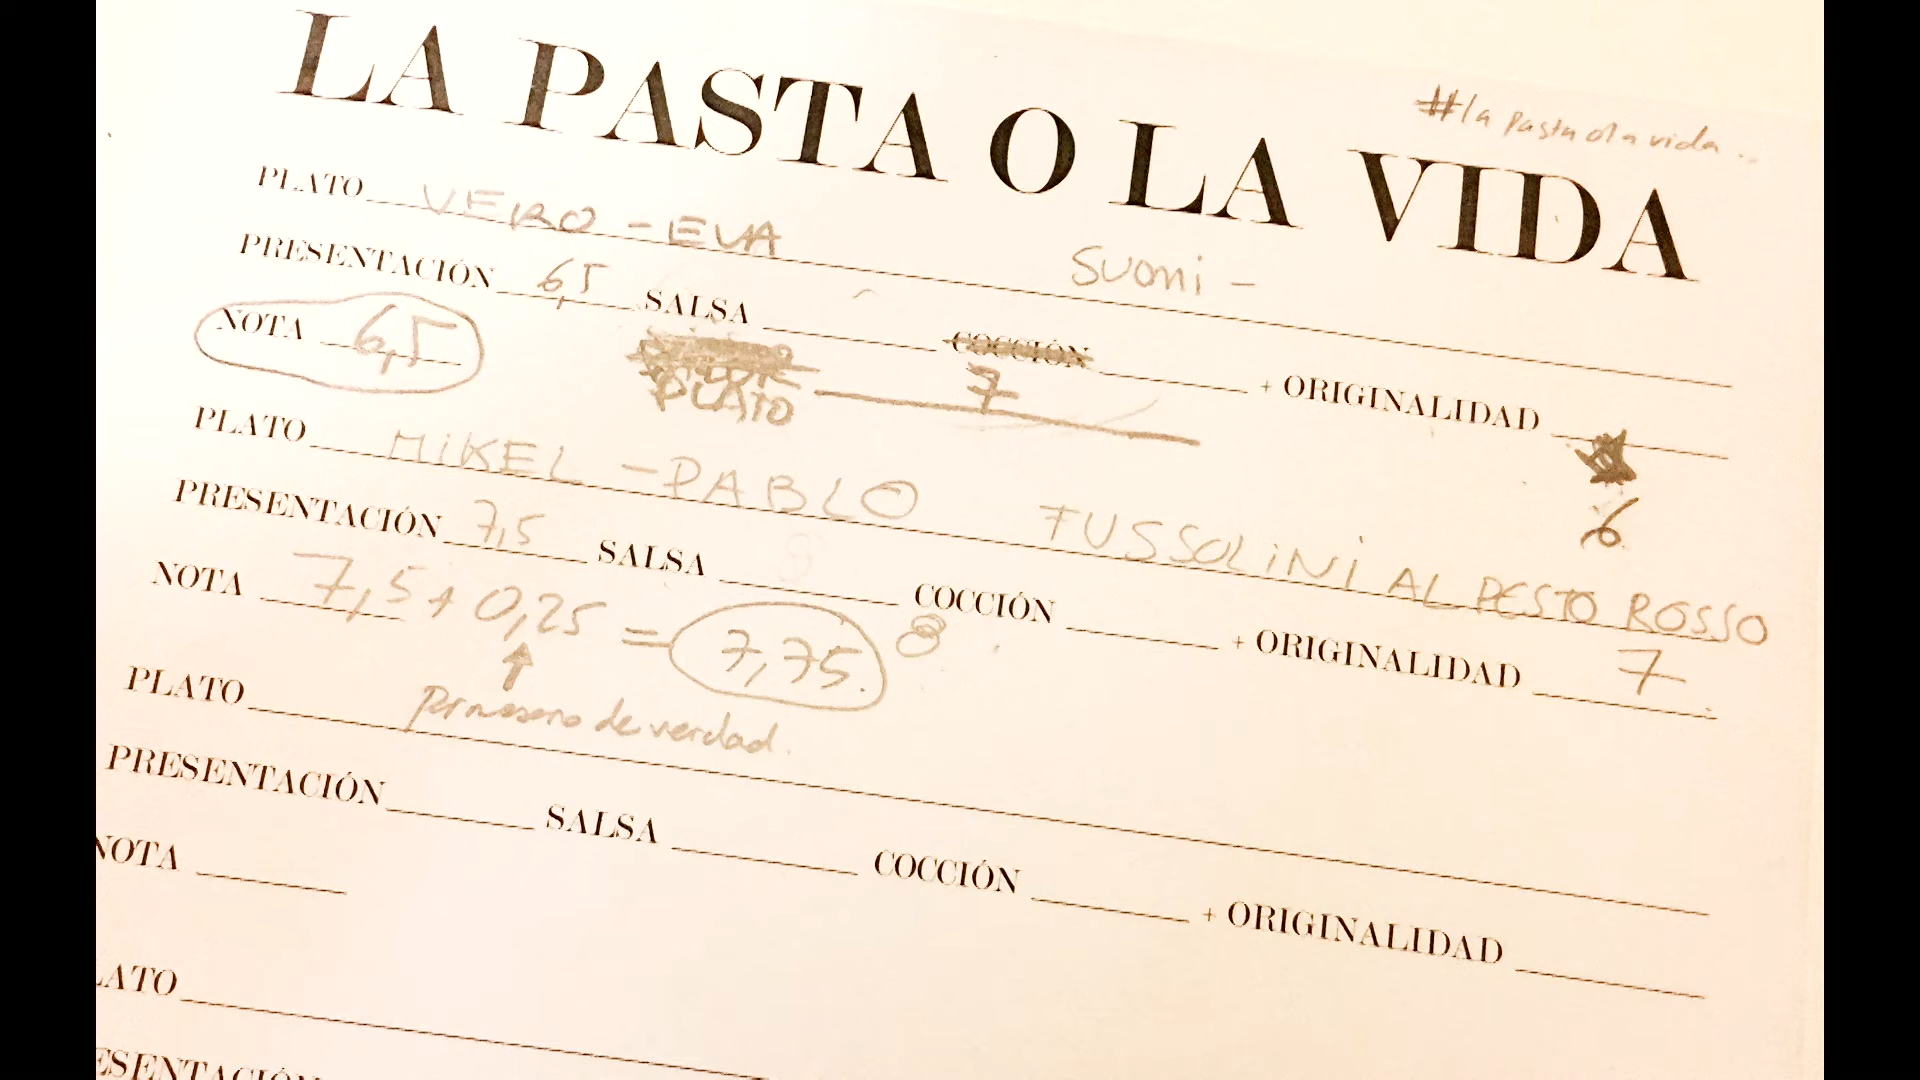 LA PASTA O LA VIDA
#la pasta o la vida..
PLATO VERO - EVA SUOMI -
PRESENTACIÓN 6,5 SALSA COCCIÓN + ORIGINALIDAD
NOTA 6,5 PLATO 7 6
PLATO MIKEL - PABLO FUSSOLINI AL PESTO ROSSO
PRESENTACIÓN 7,5 SALSA COCCIÓN 8 + ORIGINALIDAD 7
NOTA 7,5 + 0,25 = 7,75.
parmesano de verdad.
PLATO
PRESENTACIÓN SALSA COCCIÓN + ORIGINALIDAD
NOTA
LATO
ESENTACIÓN